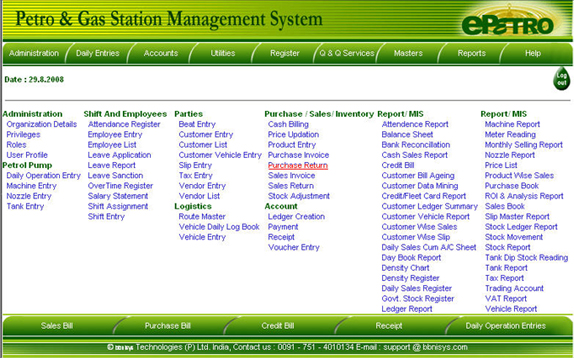 Petro & Gas Station Management System
ePetro
Administration Daily Entries Accounts Utilities Register Q & Q Services Masters Reports Help
Date : 29.8.2008
Log out
Administration
Organization Details
Privileges
Roles
User Profile
Petrol Pump
Daily Operation Entry
Machine Entry
Nozzle Entry
Tank Entry
Shift And Employees
Attendance Register
Employee Entry
Employee List
Leave Application
Leave Report
Leave Sanction
OverTime Register
Salary Statement
Shift Assignment
Shift Entry
Parties
Beat Entry
Customer Entry
Customer List
Customer Vehicle Entry
Slip Entry
Tax Entry
Vendor Entry
Vendor List
Logistics
Route Master
Vehicle Daily Log Book
Vehicle Entry
Purchase / Sales/ Inventory
Cash Billing
Price Updation
Product Entry
Purchase Invoice
Purchase Return
Sales Invoice
Sales Return
Stock Adjustment
Account
Ledger Creation
Payment
Receipt
Voucher Entry
Report/ MIS
Attendence Report
Balance Sheet
Bank Reconciliation
Cash Sales Report
Credit Bill
Customer Bill Ageing
Customer Data Mining
Credit/Fleet Card Report
Customer Ledger Summary
Customer Vehicle Report
Customer Wise Sales
Customer Wise Slip
Daily Sales Cum A/C Sheet
Day Book Report
Density Chart
Density Register
Daily Sales Register
Govt. Stock Register
Ledger Report
Report/ MIS
Machine Report
Meter Reading
Monthly Selling Report
Nozzle Report
Price List
Product Wise Sales
Purchase Book
ROI & Analysis Report
Sales Book
Slip Master Report
Stock Ledger Report
Stock Movement
Stock Report
Tank Dip Stock Reading
Tank Report
Tax Report
Trading Account
VAT Report
Vehicle Report
Sales Bill Purchase Bill Credit Bill Receipt Daily Operation Entries
© bbnisys Technologies (P) Ltd. India, Contact us : 0091 - 751 - 4010134 E-mail : support @ bbnisys.com